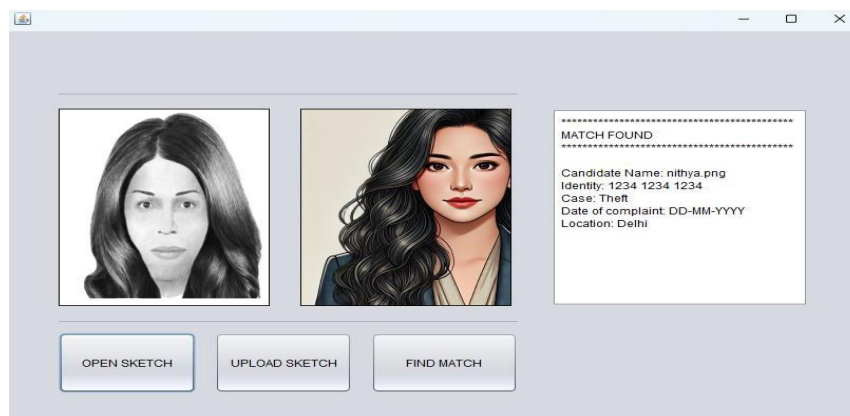 ********************************************
MATCH FOUND
********************************************
Candidate Name: nithya.png
Identity: 1234 1234 1234
Case: Theft
Date of complaint: DD-MM-YYYY
Location: Delhi
OPEN SKETCH
UPLOAD SKETCH
FIND MATCH